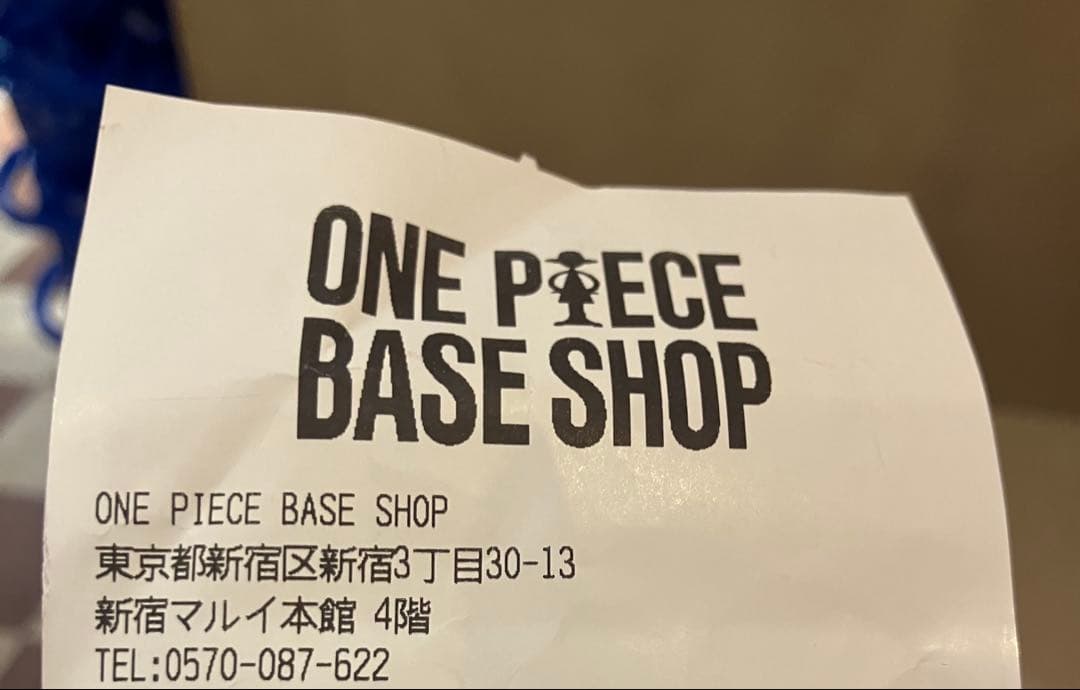 ONE PIECE
BASE SHOP
ONE PIECE BASE SHOP
東京都新宿区新宿3丁目30-13
新宿マルイ本館 4階
TEL:0570-087-622